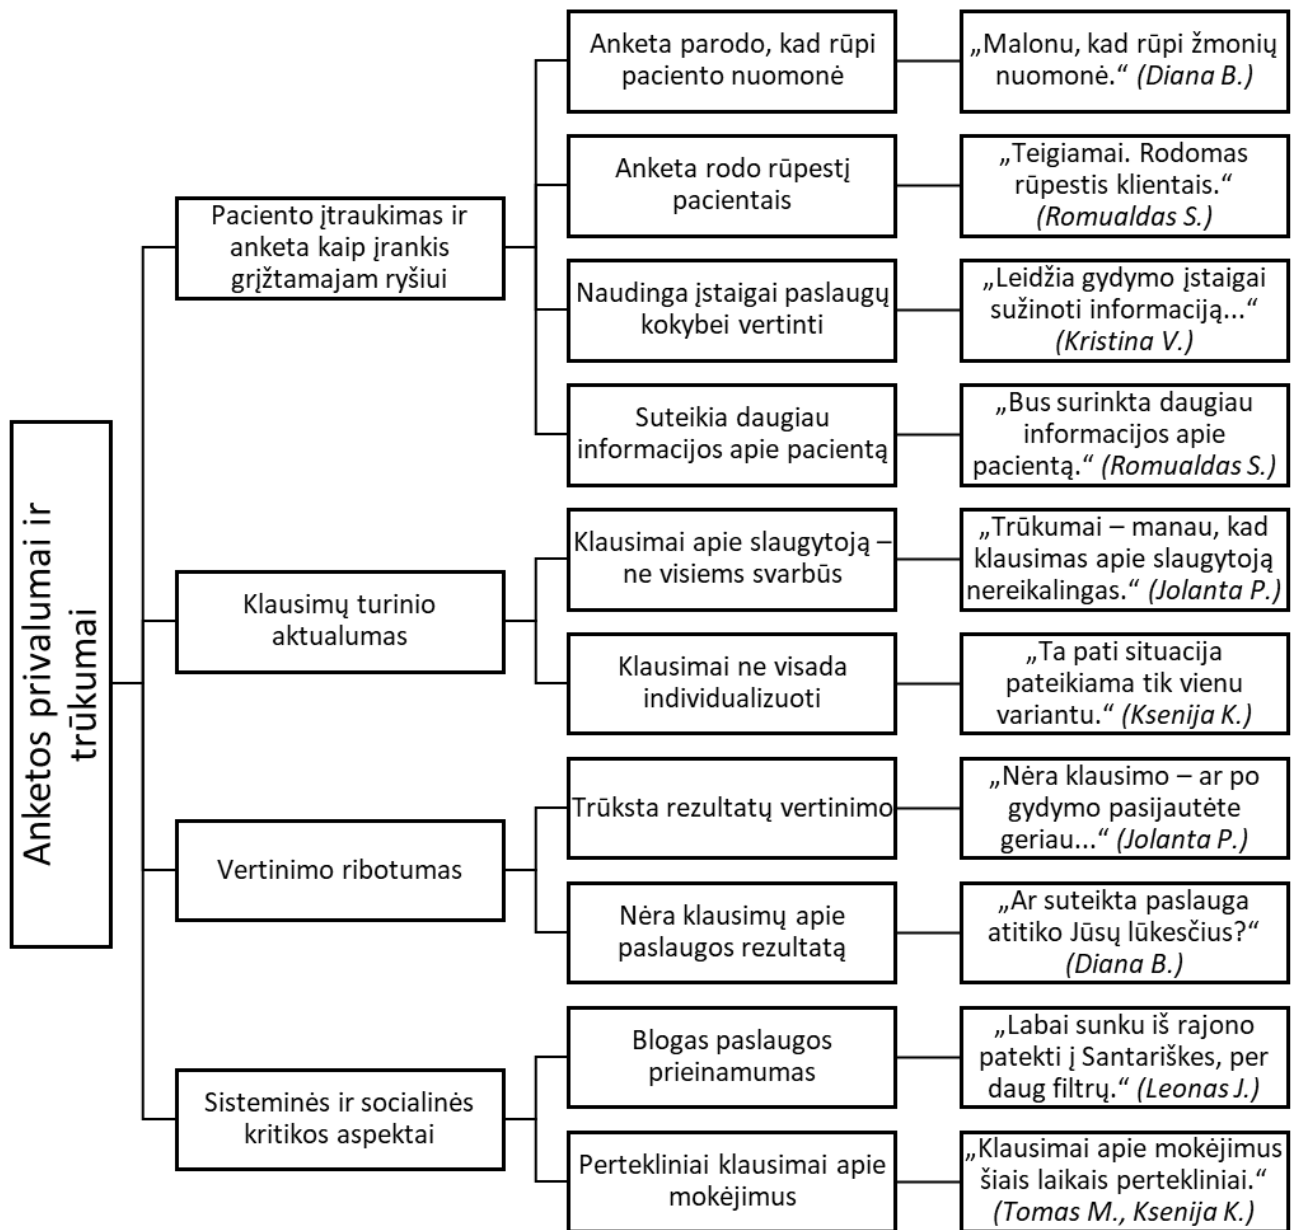 Anketos privalumai ir
trūkumai
Paciento įtraukimas ir
anketa kaip įrankis
grįžtamajam ryšiui
Anketa parodo, kad rūpi
paciento nuomonė
„Malonu, kad rūpi žmonių
nuomonė.“ (Diana B.)
Anketa rodo rūpestį
pacientais
„Teigiamai. Rodomas
rūpestis klientais.“
(Romualdas S.)
Naudinga įstaigai paslaugų
kokybei vertinti
„Leidžia gydymo įstaigai
sužinoti informaciją...“
(Kristina V.)
Suteikia daugiau
informacijos apie pacientą
„Bus surinkta daugiau
informacijos apie
pacientą.“ (Romualdas S.)
Klausimų turinio
aktualumas
Klausimai apie slaugytoją –
ne visiems svarbūs
„Trūkumai – manau, kad
klausimas apie slaugytoją
nereikalingas.“ (Jolanta P.)
Klausimai ne visada
individualizuoti
„Ta pati situacija
pateikiama tik vienu
variantu.“ (Ksenija K.)
Vertinimo ribotumas
Trūksta rezultatų vertinimo
„Nėra klausimo – ar po
gydymo pasijautėte
geriau...“ (Jolanta P.)
Nėra klausimų apie
paslaugos rezultatą
„Ar suteikta paslauga
atitiko Jūsų lūkesčius?“
(Diana B.)
Sisteminės ir socialinės
kritikos aspektai
Blogas paslaugos
prieinamumas
„Labai sunku iš rajono
patekti į Santariškes, per
daug filtrų.“ (Leonas J.)
Pertekliniai klausimai apie
mokėjimus
„Klausimai apie mokėjimus
šiais laikais pertekliniai.“
(Tomas M., Ksenija K.)